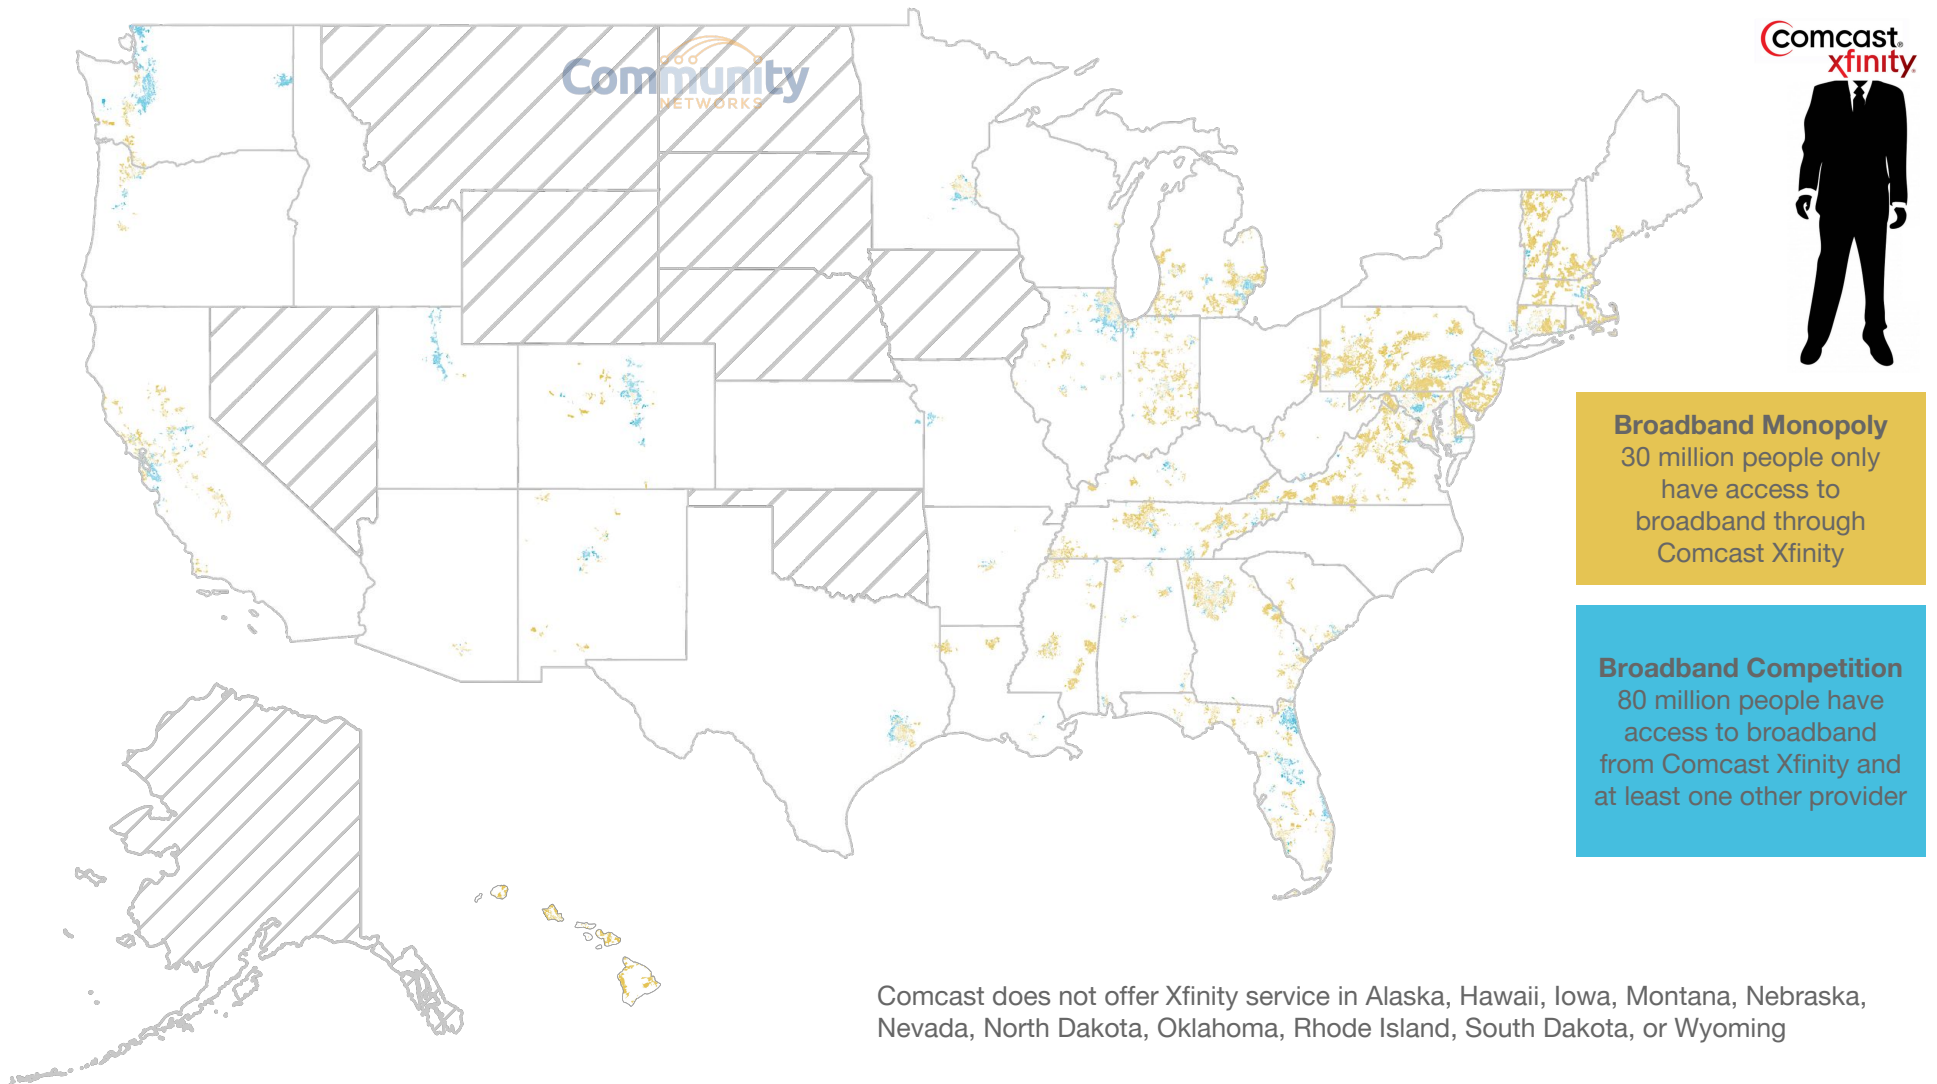 Community
NETWORKS
comcast
xfinity
Broadband Monopoly
30 million people only
have access to
broadband through
Comcast Xfinity
Broadband Competition
80 million people have
access to broadband
from Comcast Xfinity and
at least one other provider
Comcast does not offer Xfinity service in Alaska, Hawaii, Iowa, Montana, Nebraska,
Nevada, North Dakota, Oklahoma, Rhode Island, South Dakota, or Wyoming